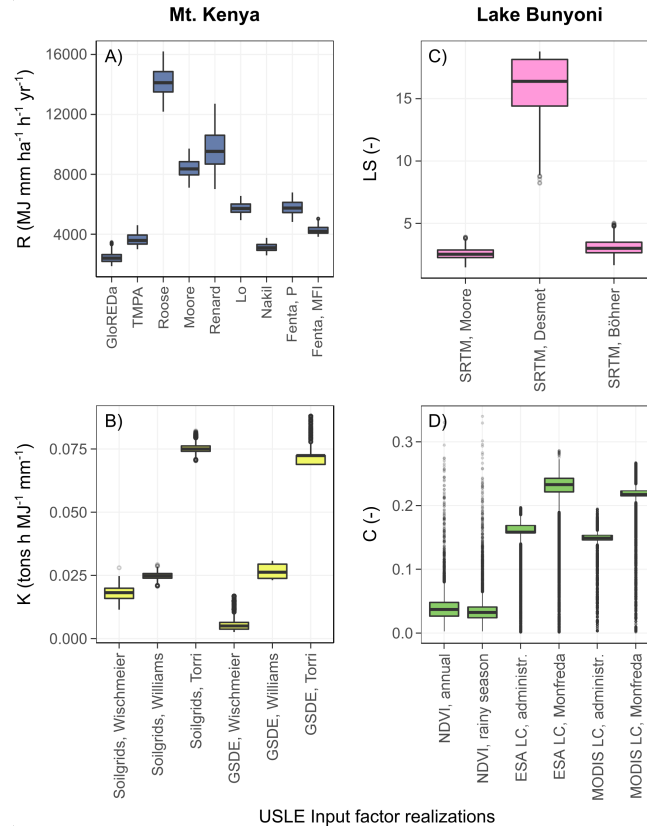 Mt. Kenya
Lake Bunyoni
A)
R (MJ mm ha⁻¹ h⁻¹ yr⁻¹)
16000
12000
8000
4000
GloREDa
TMPA
Roose
Moore
Renard
Lo
Nakil
Fenta, P
Fenta, MFI
C)
LS (-)
15
10
5
SRTM, Moore
SRTM, Desmet
SRTM, Böhner
B)
K (tons h MJ⁻¹ mm⁻¹)
0.075
0.050
0.025
0.000
Soilgrids, Wischmeier
Soilgrids, Williams
Soilgrids, Torri
GSDE, Wischmeier
GSDE, Williams
GSDE, Torri
D)
C (-)
0.3
0.2
0.1
0.0
NDVI, annual
NDVI, rainy season
ESA LC, administr.
ESA LC, Monfreda
MODIS LC, administr.
MODIS LC, Monfreda
USLE Input factor realizations